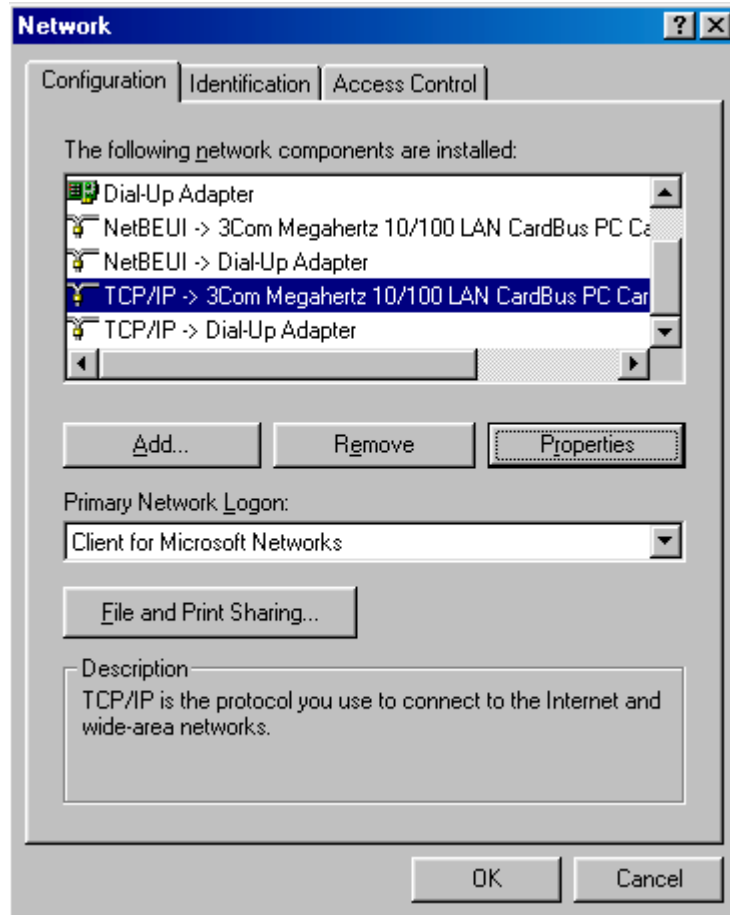 Network
Configuration Identification Access Control
The following network components are installed:
Dial-Up Adapter
NetBEUI -> 3Com Megahertz 10/100 LAN CardBus PC Ca
NetBEUI -> Dial-Up Adapter
TCP/IP -> 3Com Megahertz 10/100 LAN CardBus PC Car
TCP/IP -> Dial-Up Adapter
Add... Remove Properties
Primary Network Logon:
Client for Microsoft Networks
File and Print Sharing...
Description
TCP/IP is the protocol you use to connect to the Internet and
wide-area networks.
OK Cancel